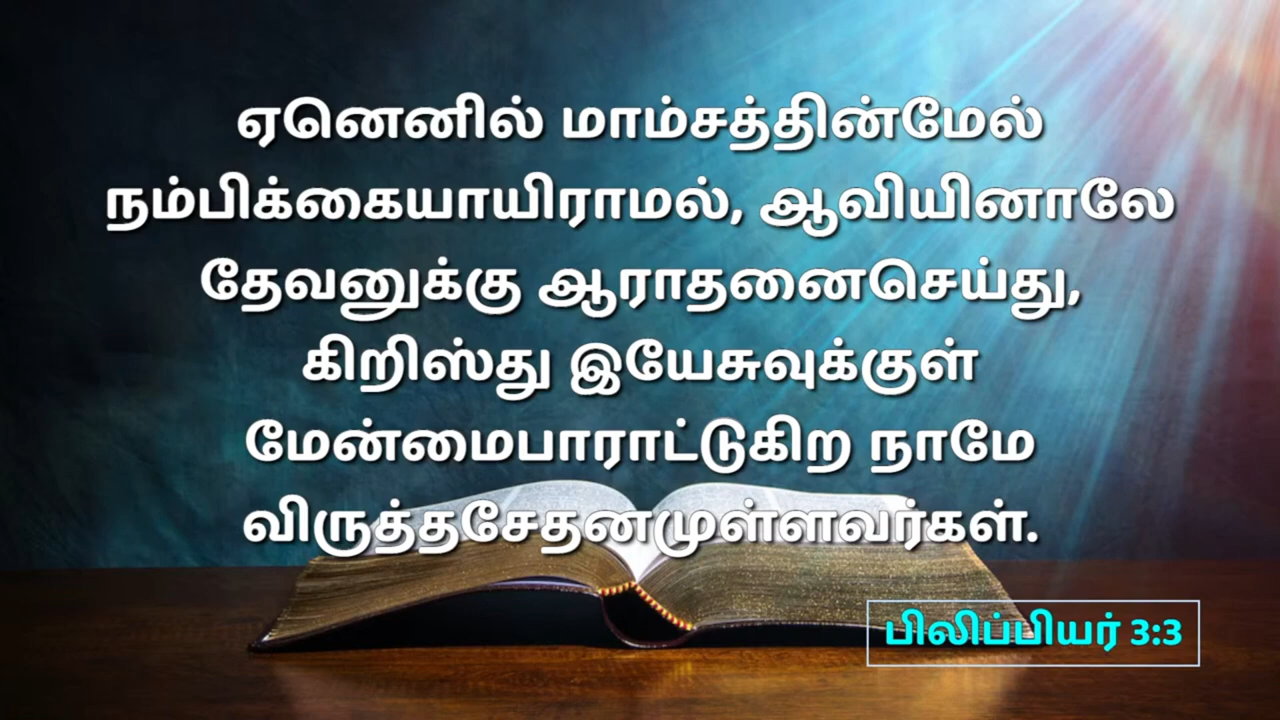 ஏனெனில் மாம்சத்தின்மேல்
நம்பிக்கையாயிராமல், ஆவியினாலே
தேவனுக்கு ஆராதனைசெய்து,
கிறிஸ்து இயேசுவுக்குள்
மேன்மைபாராட்டுகிற நாமே
விருத்தசேதனமுள்ளவர்கள்.
பிலிப்பியர் 3:3